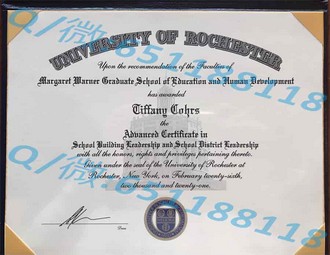 UNIVERSITY OF ROCHESTER
Upon the recommendation of the Faculties of
Margaret Warner Graduate School of Education and Human Development
has awarded
Tiffany Cohrs
the
Advanced Certificate in
School Building Leadership and School District Leadership
with all the honor, rights and privileges pertaining thereto.
Given under the seal of the University of Rochester at
Rochester, New York, on February twenty-sixth,
two thousand and twenty-one.
Dean